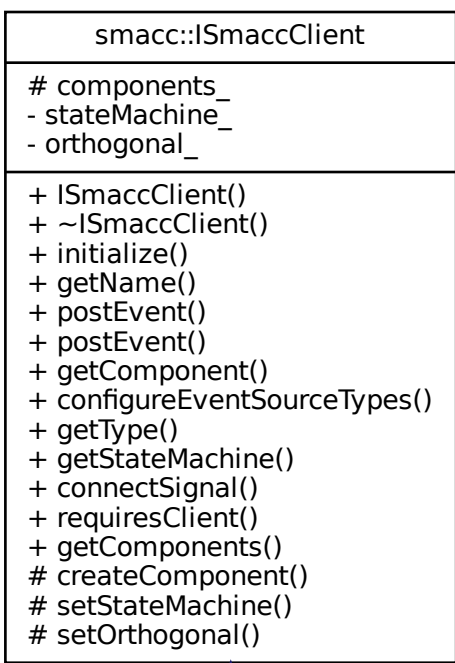 smacc::ISmaccClient
# components_
- stateMachine_
- orthogonal_
+ ISmaccClient()
+ ~ISmaccClient()
+ initialize()
+ getName()
+ postEvent()
+ postEvent()
+ getComponent()
+ configureEventSourceTypes()
+ getType()
+ getStateMachine()
+ connectSignal()
+ requiresClient()
+ getComponents()
# createComponent()
# setStateMachine()
# setOrthogonal()